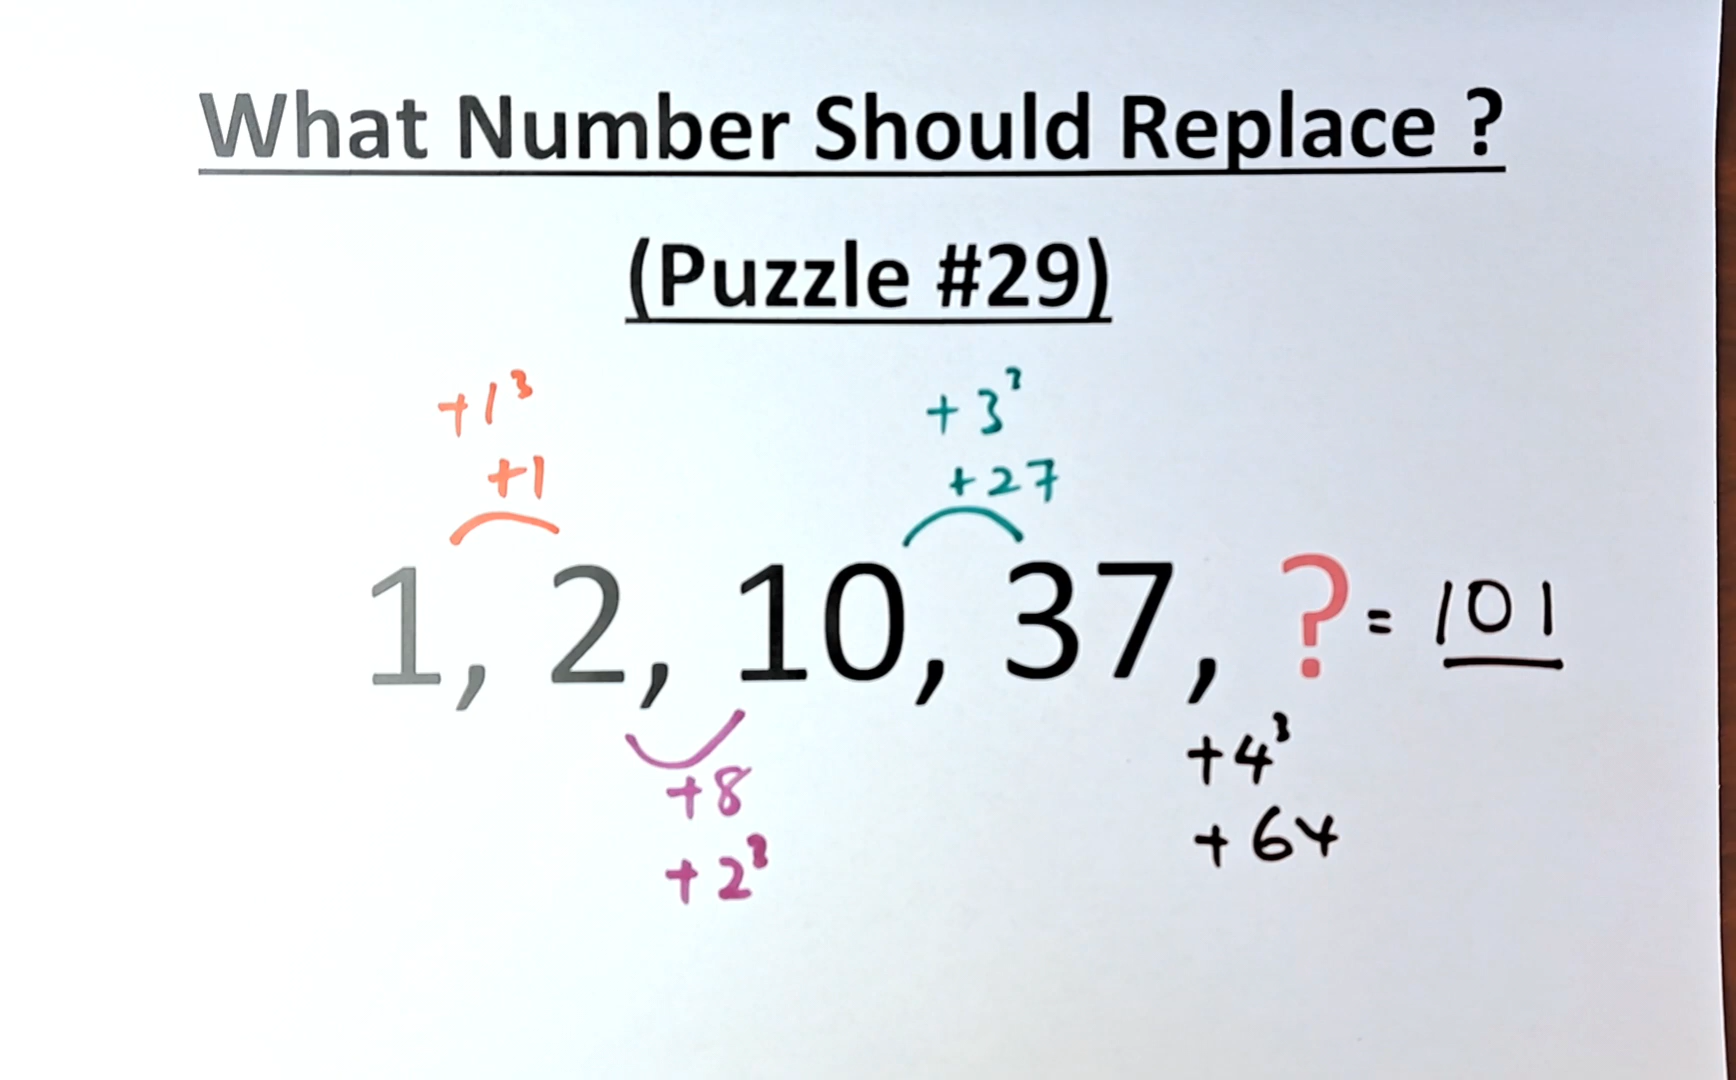 What Number Should Replace ?
(Puzzle #29)
+1³
+3³
+1
+27
1, 2, 10, 37, ? = 101
+8
+2³
+4³
+64